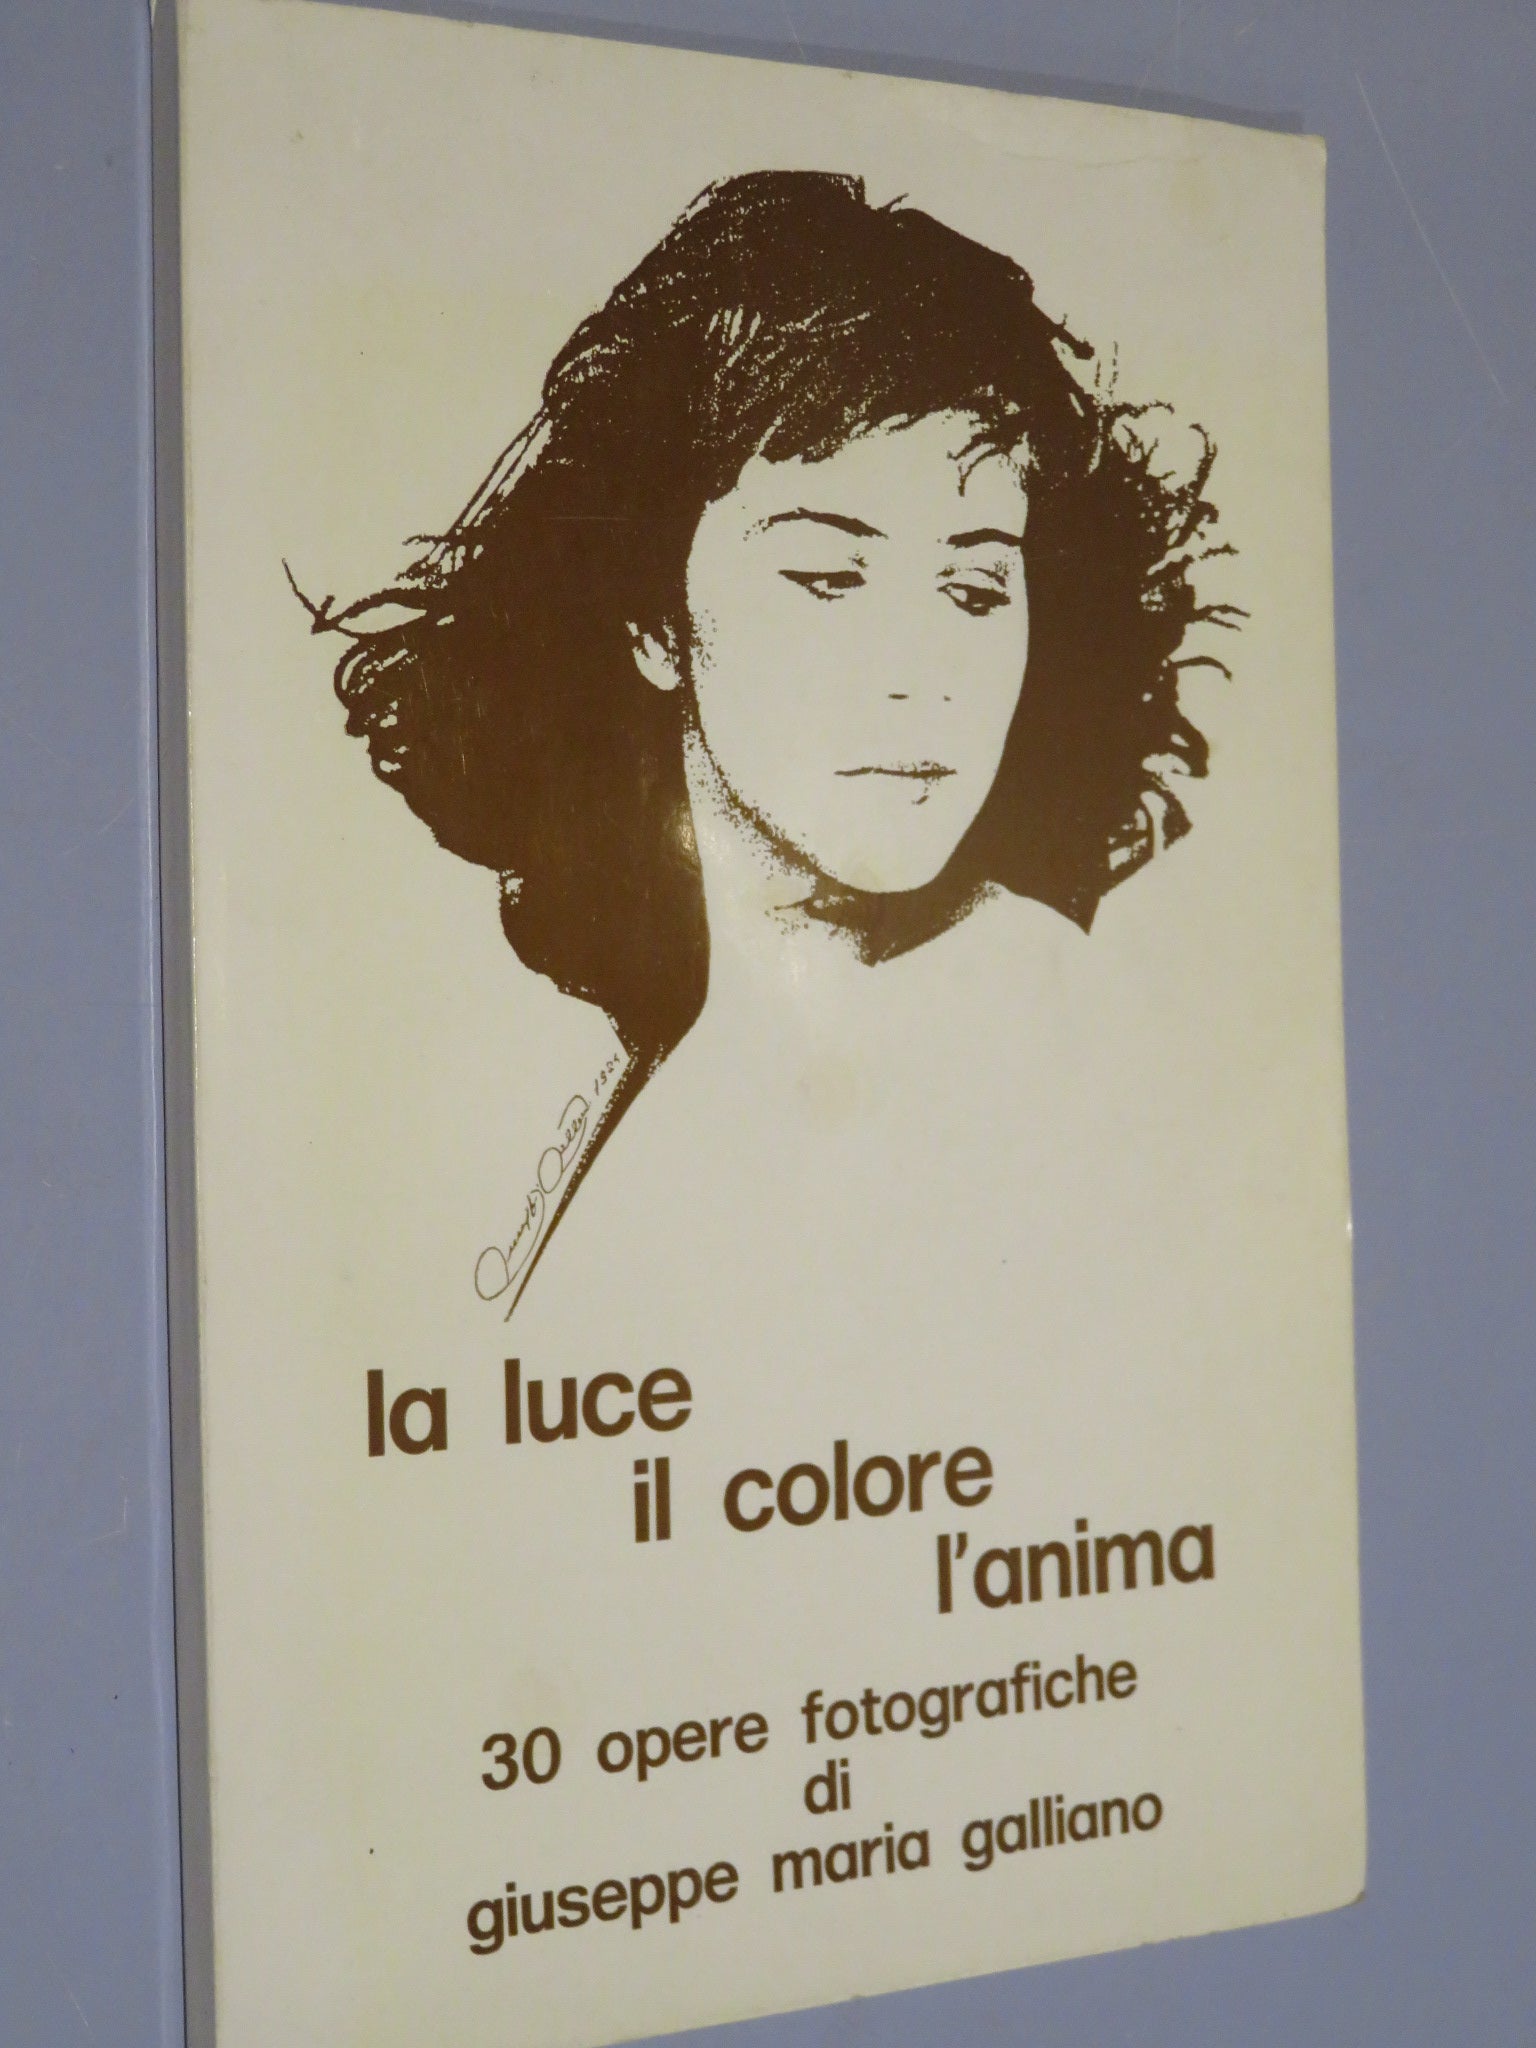 la luce
il colore
l'anima
30 opere fotografiche
di
giuseppe maria galliano